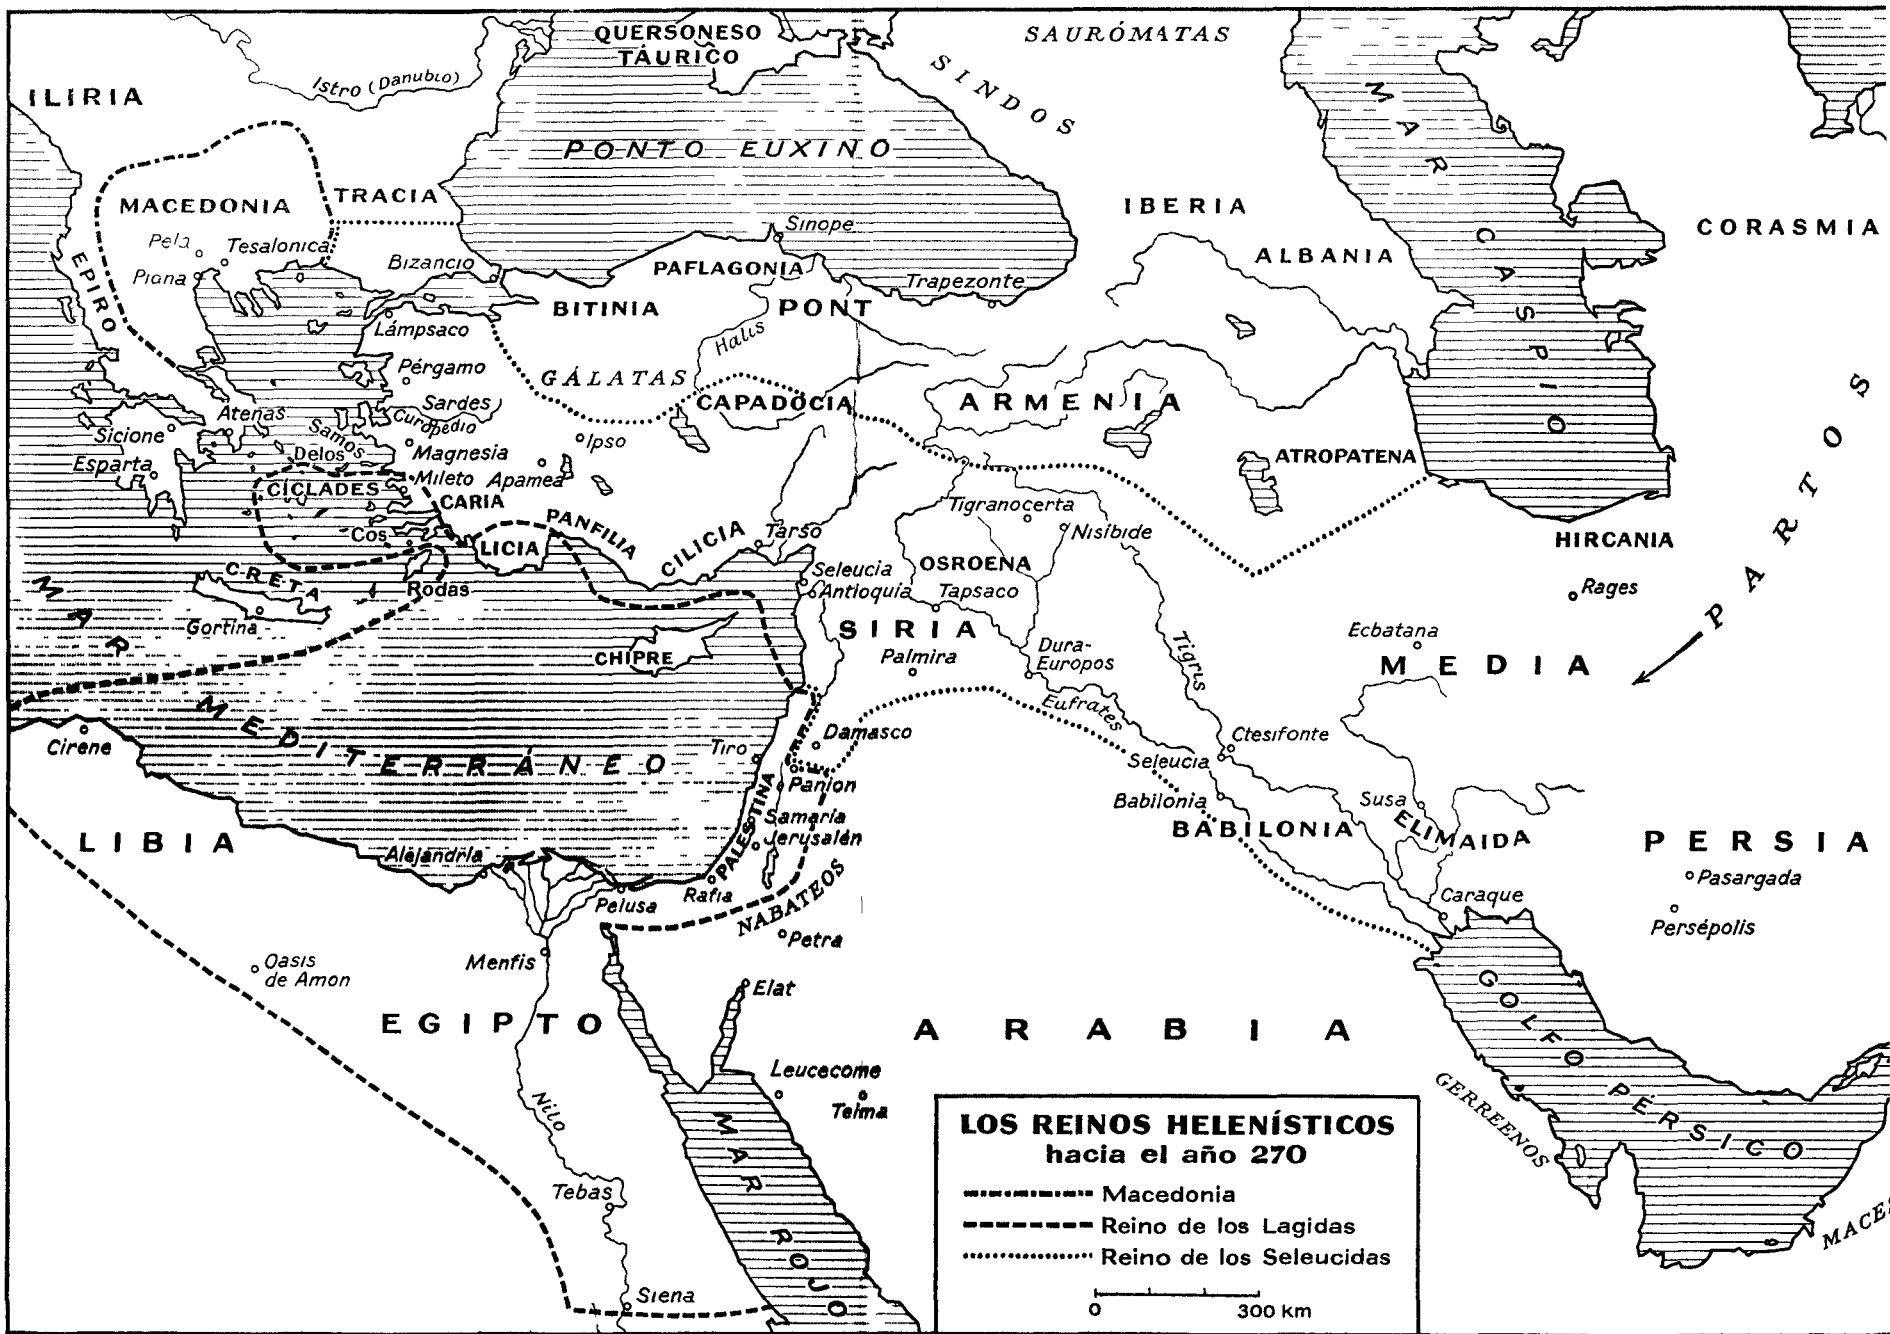 QUERSONESO
TÁURICO
SAURÓMATAS
SINDOS
Istro (Danubio)
ILIRIA
MAR CASPIO
PONTO EUXINO
TRACIA
MACEDONIA
IBERIA
CORASMIA
Sinope
Pela
Tesalonica
ALBANIA
Bizancio
PAFLAGONIA
EPIRO
Trapezonte
BITINIA
PONT
Lámpsaco
Halis
Pérgamo
GÁLATAS
PARTOS
Sardes
CAPADOCIA
ARMENIA
Atenas
Curopedio
Sicione
Samos
Ipso
Delos
Magnesia
ATROPATENA
Esparta
Mileto
Apamea
CÍCLADES
CARIA
Tigranocerta
PANFILIA
Cos
Tarso
Nisíbide
LICIA
CILICIA
HIRCANIA
OSROENA
CRETA
Seleucia
Rodas
Antioquía
Tapsaco
Rages
Gortina
SIRIA
Ecbatana
CHIPRE
Palmira
Dura-
Europos
Tigris
MEDIA
Eufrates
MAR MEDITERRÁNEO
Cirene
Damasco
Ctesifonte
Tiro
Seleucia
Panion
Babilonia
Susa
PALESTINA
Samaría
BABILONIA
ELIMAIDA
LIBIA
Jerusalén
PERSIA
Alejandría
Pasargada
Rafia
Pelusa
NABATEOS
Caraque
Petra
Persépolis
Oasis
de Amon
Menfis
Elat
GOLFO PÉRSICO
EGIPTO
ARABIA
Leucecome
Teima
GERREENOS
Nilo
MAR ROJO
Tebas
Siena
LOS REINOS HELENÍSTICOS
hacia el año 270
Macedonia
Reino de los Lagidas
Reino de los Seleucidas
0 300 km